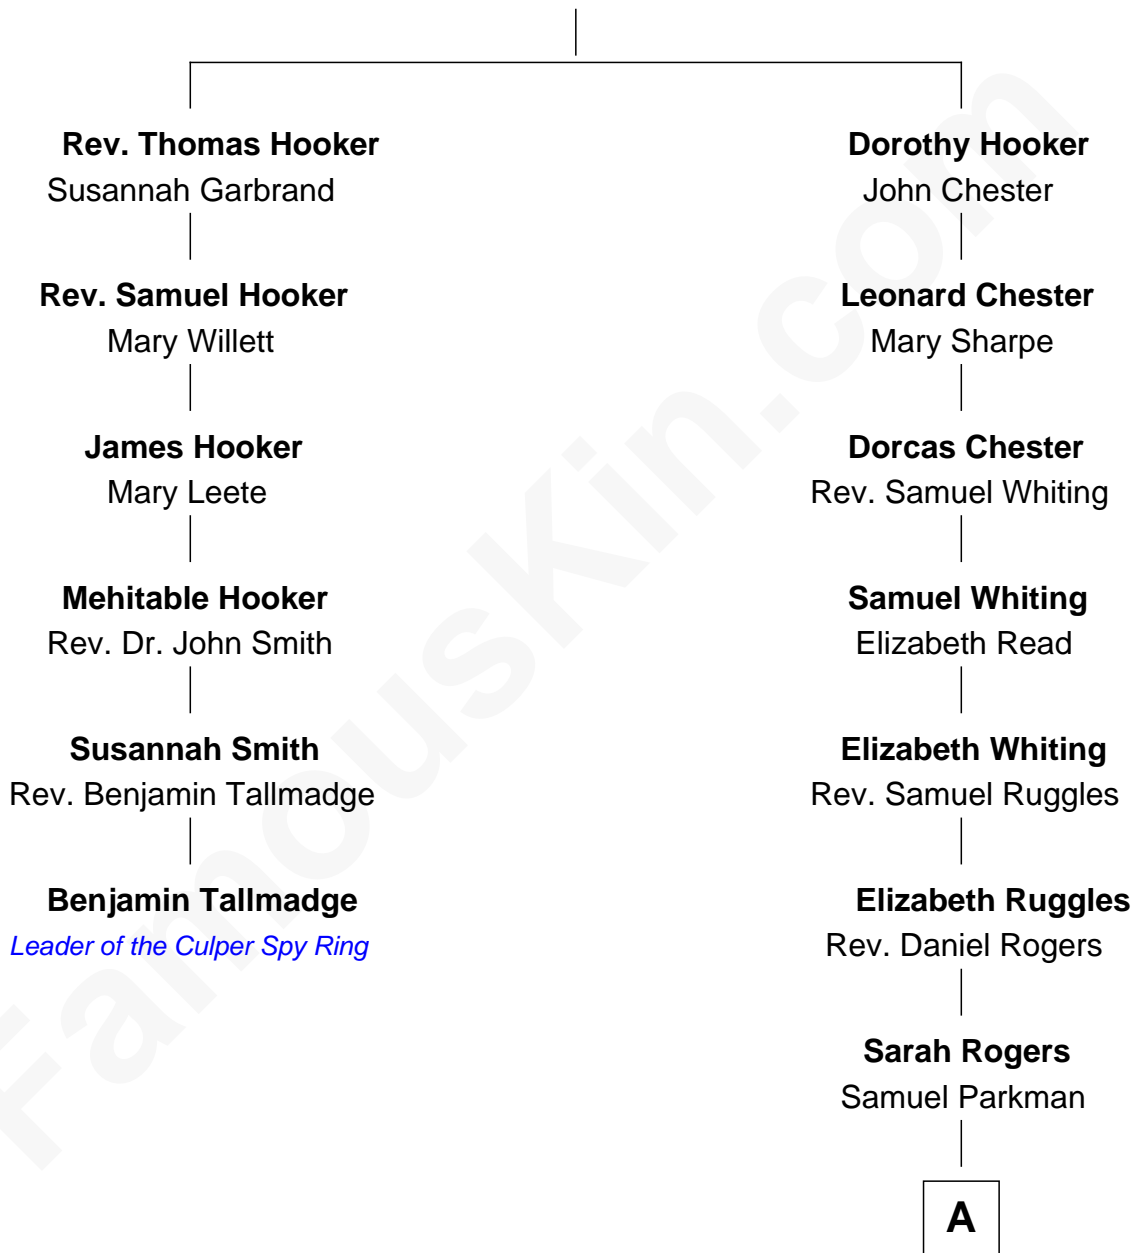 Rev. Thomas Hooker
Susannah Garbrand
Rev. Samuel Hooker
Mary Willett
James Hooker
Mary Leete
Mehitable Hooker
Rev. Dr. John Smith
Susannah Smith
Rev. Benjamin Tallmadge
Benjamin Tallmadge
Leader of the Culper Spy Ring
Dorothy Hooker
John Chester
Leonard Chester
Mary Sharpe
Dorcas Chester
Rev. Samuel Whiting
Samuel Whiting
Elizabeth Read
Elizabeth Whiting
Rev. Samuel Ruggles
Elizabeth Ruggles
Rev. Daniel Rogers
Sarah Rogers
Samuel Parkman
A
FamousKin.com